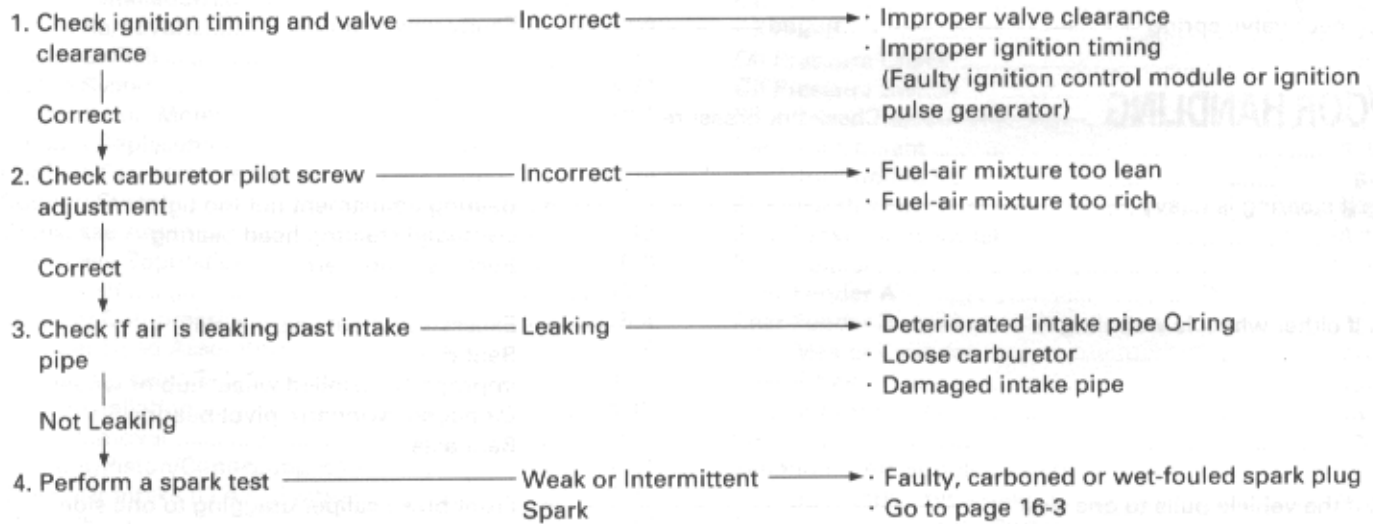 1. Check ignition timing and valve clearance
Incorrect
· Improper valve clearance
· Improper ignition timing
(Faulty ignition control module or ignition pulse generator)
Correct
2. Check carburetor pilot screw adjustment
Incorrect
· Fuel-air mixture too lean
· Fuel-air mixture too rich
Correct
3. Check if air is leaking past intake pipe
Leaking
· Deteriorated intake pipe O-ring
· Loose carburetor
· Damaged intake pipe
Not Leaking
4. Perform a spark test
Weak or Intermittent Spark
· Faulty, carboned or wet-fouled spark plug
· Go to page 16-3